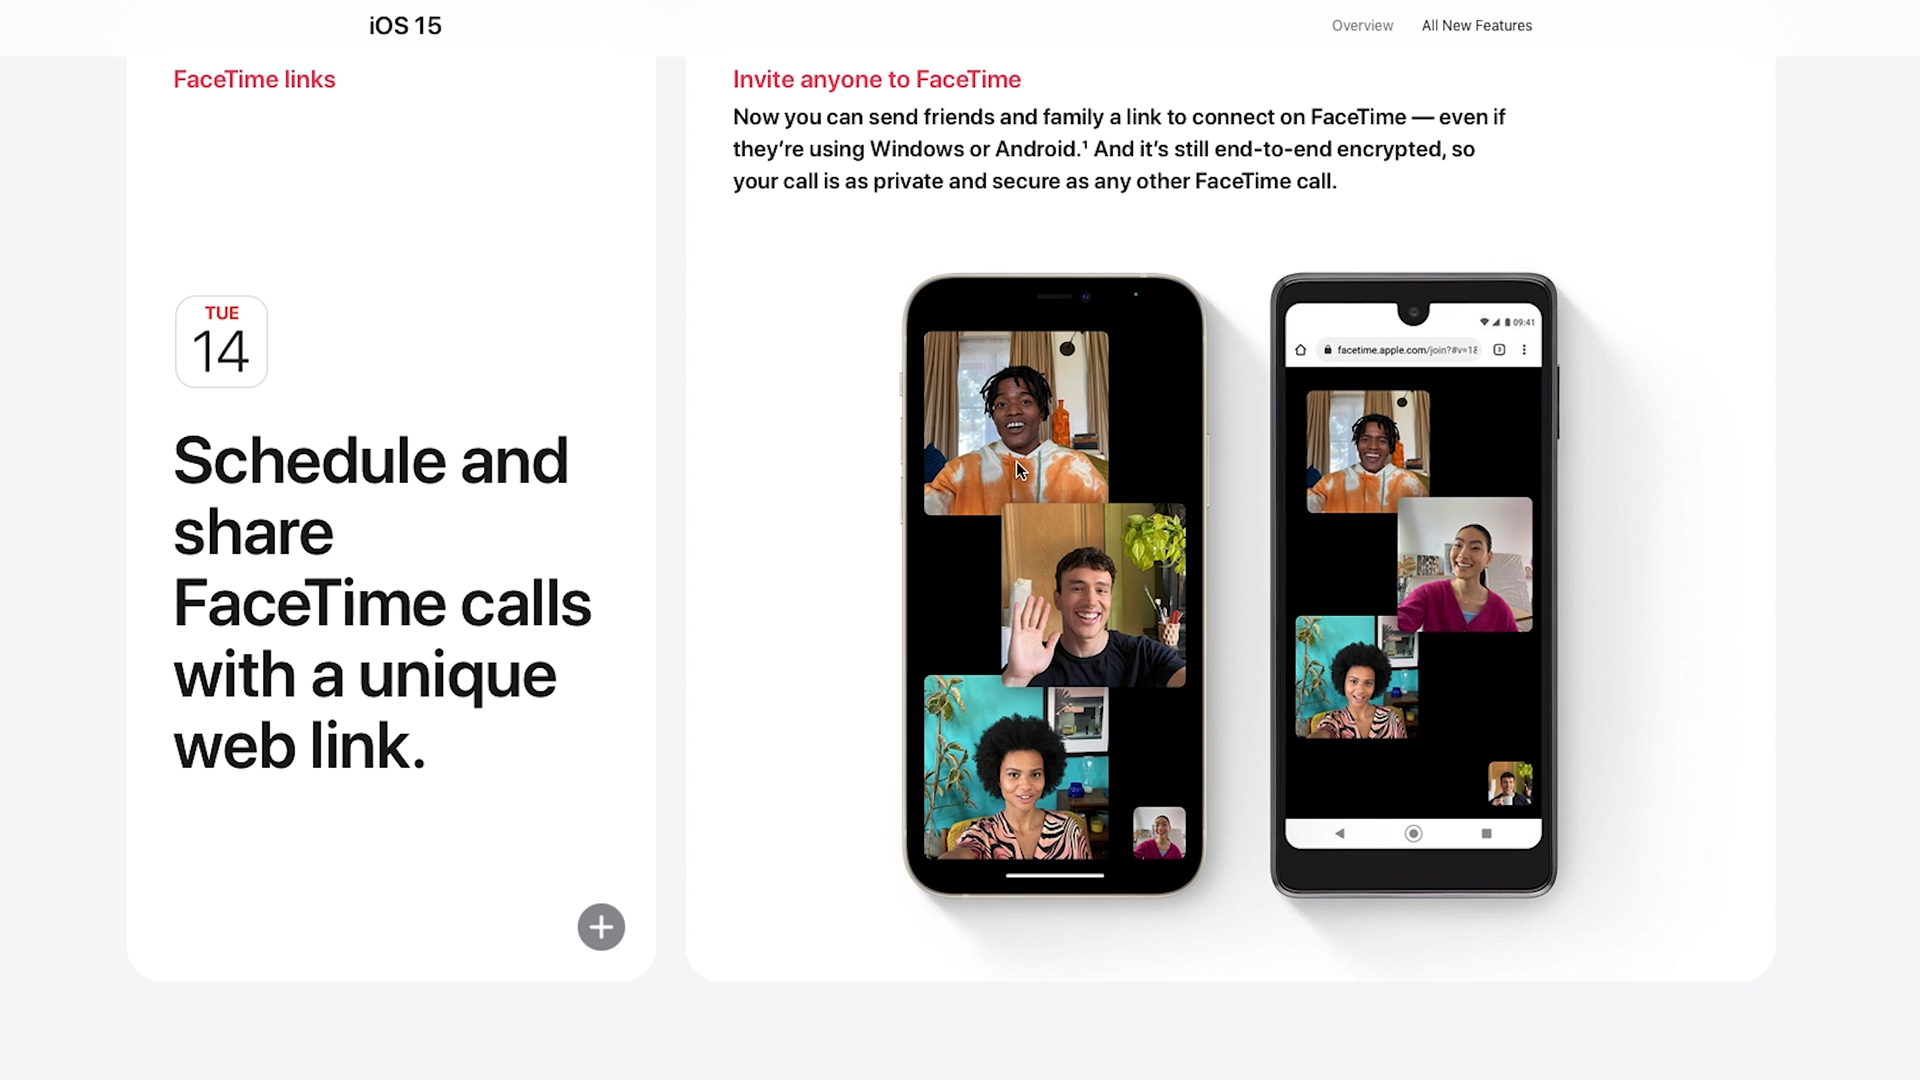 iOS 15
Overview
All New Features
FaceTime links
TUE
14
Schedule and
share
FaceTime calls
with a unique
web link.
Invite anyone to FaceTime
Now you can send friends and family a link to connect on FaceTime — even if
they’re using Windows or Android.¹ And it’s still end-to-end encrypted, so
your call is as private and secure as any other FaceTime call.
09:41
facetime.apple.com/join?#v=18